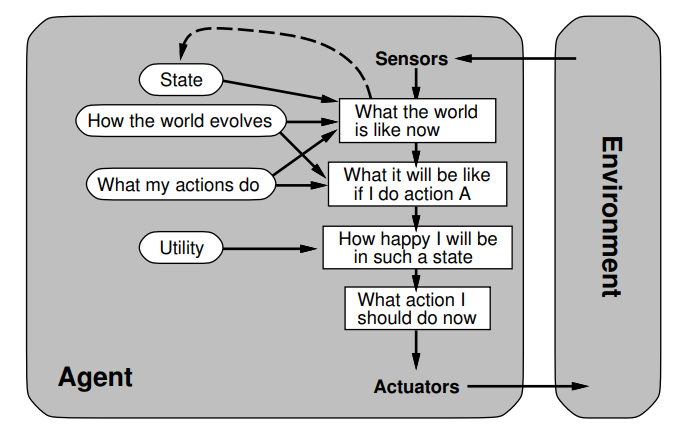 Sensors
State
What the world
is like now
How the world evolves
What my actions do
What it will be like
if I do action A
Utility
How happy I will be
in such a state
What action I
should do now
Agent
Actuators
Environment